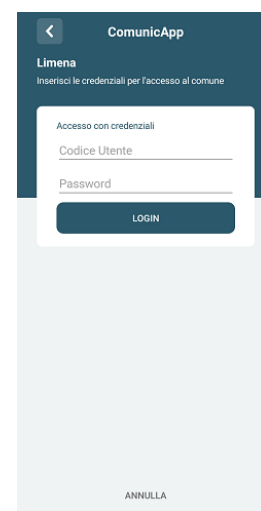 ComunicApp
Limena
Inserisci le credenziali per l'accesso al comune
Accesso con credenziali
Codice Utente
Password
LOGIN
ANNULLA